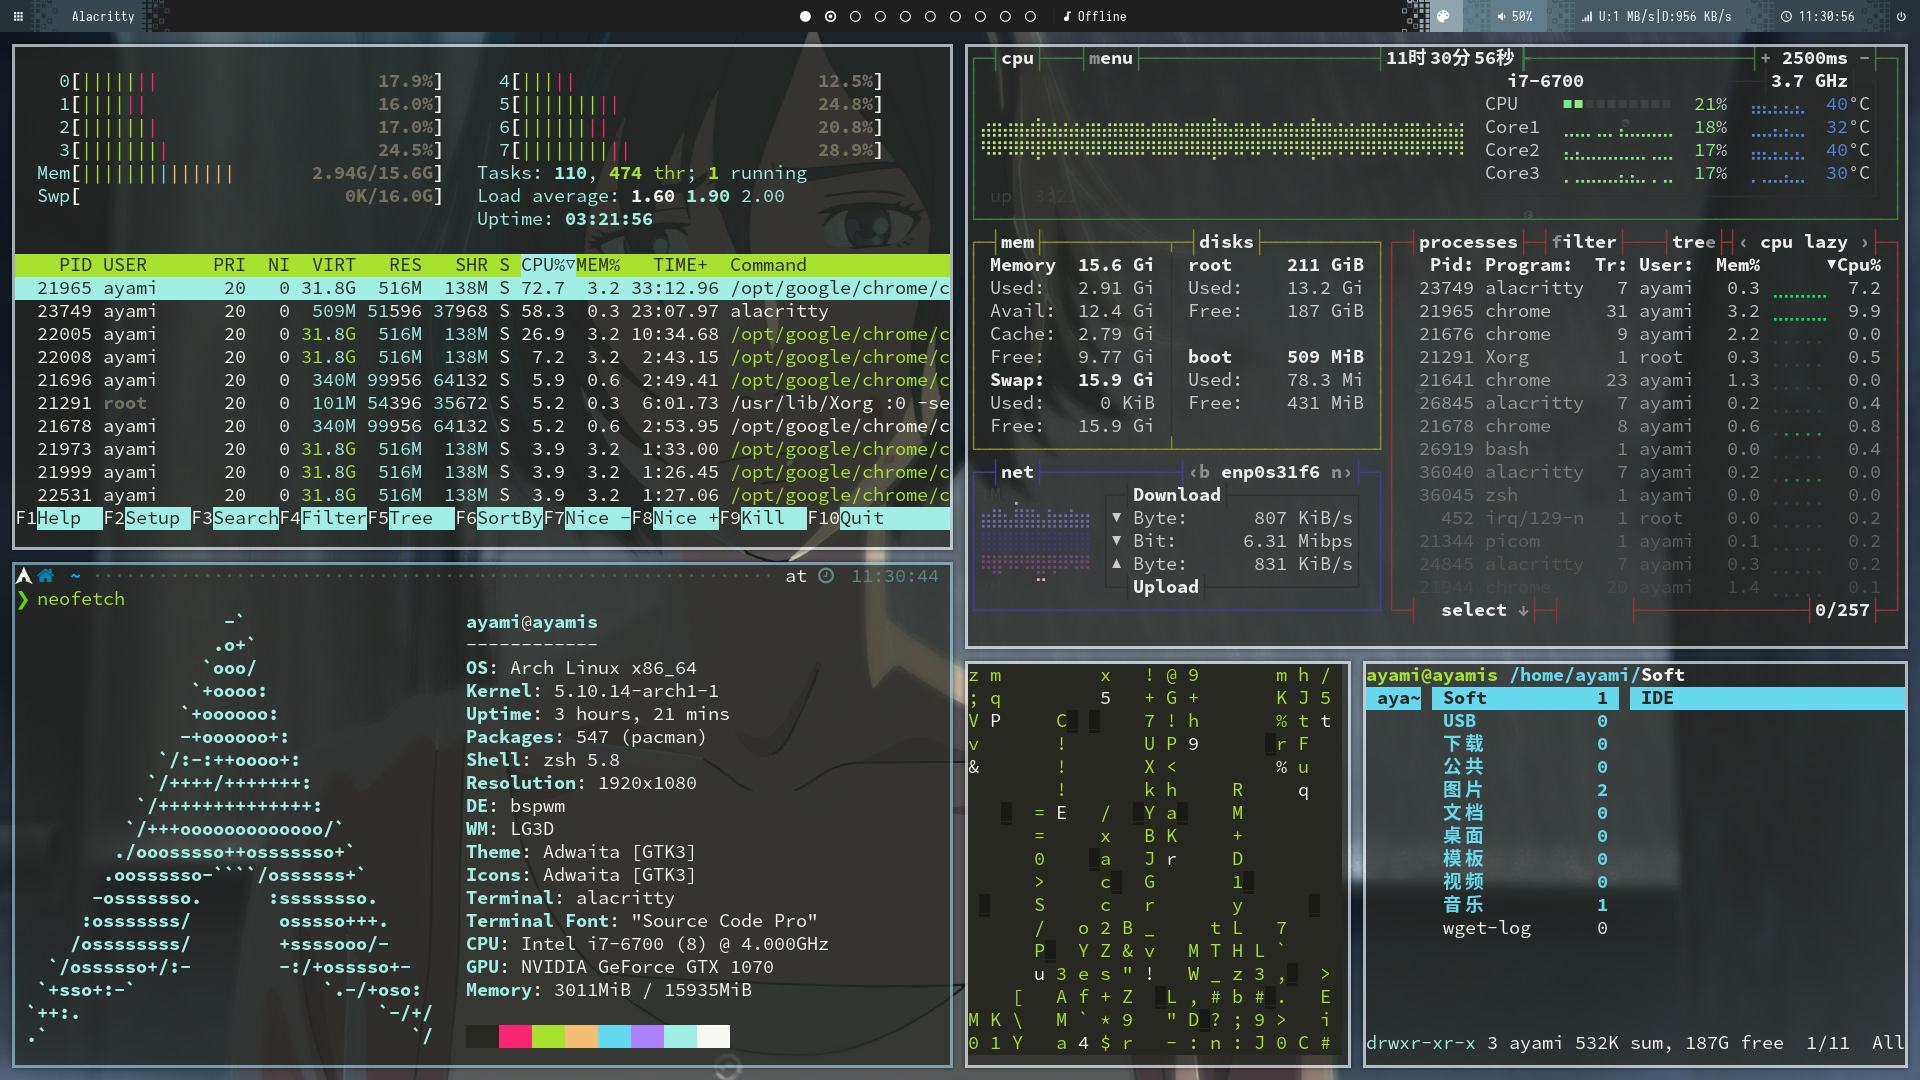 Alacritty
Offline
50%
U:1 MB/s|D:956 KB/s
11:30:56
0[||||||| 17.9%]
1[|||||| 16.0%]
2[||||||| 17.0%]
3[|||||||| 24.5%]
Mem[|||||||||||||| 2.94G/15.6G]
Swp[ 0K/16.0G]
4[||||| 12.5%]
5[||||||||| 24.8%]
6[|||||||| 20.8%]
7[|||||||||| 28.9%]
Tasks: 110, 474 thr; 1 running
Load average: 1.60 1.90 2.00
Uptime: 03:21:56
PID USER PRI NI VIRT RES SHR S CPU%▽MEM% TIME+ Command
21965 ayami 20 0 31.8G 516M 138M S 72.7 3.2 33:12.96 /opt/google/chrome/c
23749 ayami 20 0 509M 51596 37968 S 58.3 0.3 23:07.97 alacritty
22005 ayami 20 0 31.8G 516M 138M S 26.9 3.2 10:34.68 /opt/google/chrome/c
22008 ayami 20 0 31.8G 516M 138M S 7.2 3.2 2:43.15 /opt/google/chrome/c
21696 ayami 20 0 340M 99956 64132 S 5.9 0.6 2:49.41 /opt/google/chrome/c
21291 root 20 0 101M 54396 35672 S 5.2 0.3 6:01.73 /usr/lib/Xorg :0 -se
21678 ayami 20 0 340M 99956 64132 S 5.2 0.6 2:53.95 /opt/google/chrome/c
21973 ayami 20 0 31.8G 516M 138M S 3.9 3.2 1:33.00 /opt/google/chrome/c
21999 ayami 20 0 31.8G 516M 138M S 3.9 3.2 1:26.45 /opt/google/chrome/c
22531 ayami 20 0 31.8G 516M 138M S 3.9 3.2 1:27.06 /opt/google/chrome/c
F1Help F2Setup F3SearchF4FilterF5Tree F6SortByF7Nice -F8Nice +F9Kill F10Quit
~ at 11:30:44
❯ neofetch
ayami@ayamis
------------
OS: Arch Linux x86_64
Kernel: 5.10.14-arch1-1
Uptime: 3 hours, 21 mins
Packages: 547 (pacman)
Shell: zsh 5.8
Resolution: 1920x1080
DE: bspwm
WM: LG3D
Theme: Adwaita [GTK3]
Icons: Adwaita [GTK3]
Terminal: alacritty
Terminal Font: "Source Code Pro"
CPU: Intel i7-6700 (8) @ 4.000GHz
GPU: NVIDIA GeForce GTX 1070
Memory: 3011MiB / 15935MiB
cpu menu 11时30分56秒 + 2500ms -
i7-6700 3.7 GHz
CPU 21% 40°C
Core1 18% 32°C
Core2 17% 40°C
Core3 17% 30°C
up 3:21
mem disks
Memory 15.6 Gi
Used: 2.91 Gi
Avail: 12.4 Gi
Cache: 2.79 Gi
Free: 9.77 Gi
Swap: 15.9 Gi
Used: 0 KiB
Free: 15.9 Gi
root 211 GiB
Used: 13.2 Gi
Free: 187 GiB
boot 509 MiB
Used: 78.3 Mi
Free: 431 MiB
net ‹b enp0s31f6 n›
Download
▼ Byte: 807 KiB/s
▼ Bit: 6.31 Mibps
▲ Byte: 831 KiB/s
Upload
processes filter tree ‹ cpu lazy ›
Pid: Program: Tr: User: Mem% ▼Cpu%
23749 alacritty 7 ayami 0.3 7.2
21965 chrome 31 ayami 3.2 9.9
21676 chrome 9 ayami 2.2 0.0
21291 Xorg 1 root 0.3 0.5
21641 chrome 23 ayami 1.3 0.0
26845 alacritty 7 ayami 0.2 0.4
21678 chrome 8 ayami 0.6 0.8
26919 bash 1 ayami 0.0 0.4
36040 alacritty 7 ayami 0.2 0.0
36045 zsh 1 ayami 0.0 0.0
452 irq/129-n 1 root 0.0 0.2
21344 picom 1 ayami 0.1 0.2
24845 alacritty 7 ayami 0.3 0.2
21944 chrome 20 ayami 1.4 0.1
select ↓ 0/257
z m x ! @ 9 m h /
; q 5 + G + K J 5
V P C 7 ! h % t t
v ! U P 9 r F
& ! X < % u
! k h R q
= E / Y a M
= x B K +
0 a J r D
> c G 1
S c r y
/ o 2 B _ t L 7
P Y Z & v M T H L `
u 3 e s " ! W _ z 3 , >
[ A f + Z L , # b # . E
M K \ M ` * 9 " D ? ; 9 > i
0 1 Y a 4 $ r - : n : J 0 C #
ayami@ayamis /home/ayami/Soft
aya~ Soft 1 IDE
USB 0
下载 0
公共 0
图片 2
文档 0
桌面 0
模板 0
视频 0
音乐 1
wget-log 0
drwxr-xr-x 3 ayami 532K sum, 187G free 1/11 All